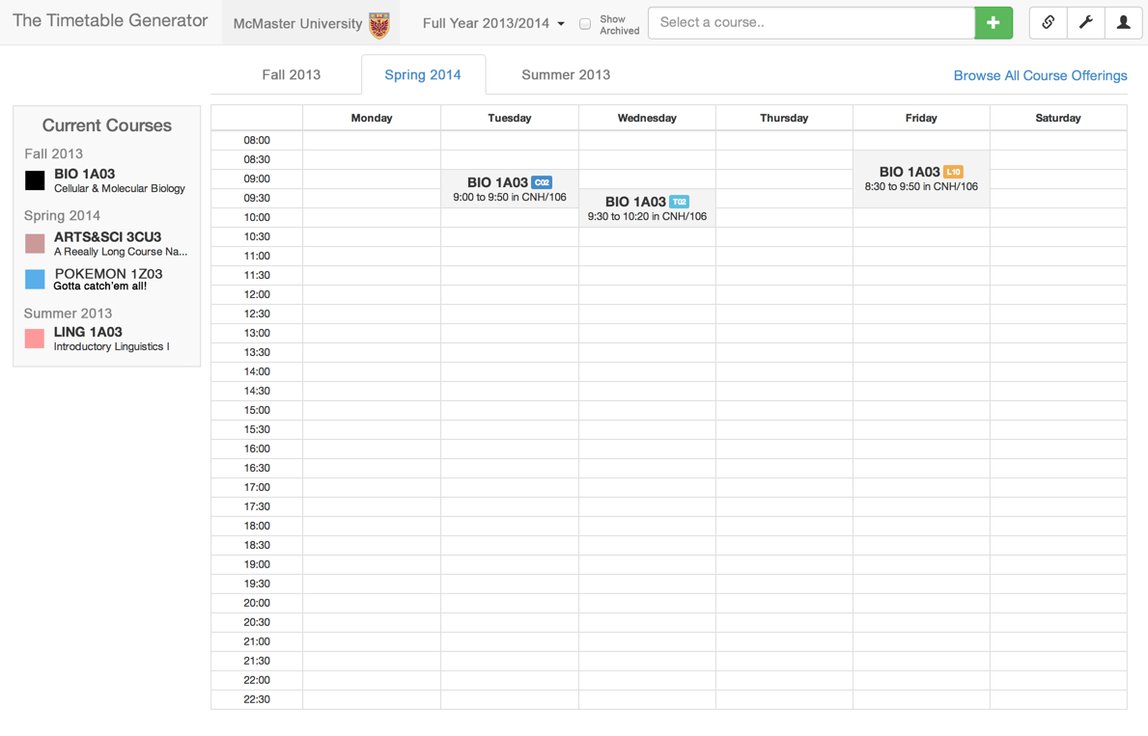 The Timetable Generator
McMaster University
Full Year 2013/2014
Show
Archived
Select a course..
Fall 2013
Spring 2014
Summer 2013
Browse All Course Offerings
Current Courses
Fall 2013
BIO 1A03
Cellular & Molecular Biology
Spring 2014
ARTS&SCI 3CU3
A Reeally Long Course Na...
POKEMON 1Z03
Gotta catch'em all!
Summer 2013
LING 1A03
Introductory Linguistics I
Monday Tuesday Wednesday Thursday Friday Saturday
08:00
08:30
BIO 1A03 L10
8:30 to 9:50 in CNH/106
09:00
BIO 1A03 C02
9:00 to 9:50 in CNH/106
09:30
BIO 1A03 T02
9:30 to 10:20 in CNH/106
10:00
10:30
11:00
11:30
12:00
12:30
13:00
13:30
14:00
14:30
15:00
15:30
16:00
16:30
17:00
17:30
18:00
18:30
19:00
19:30
20:00
20:30
21:00
21:30
22:00
22:30